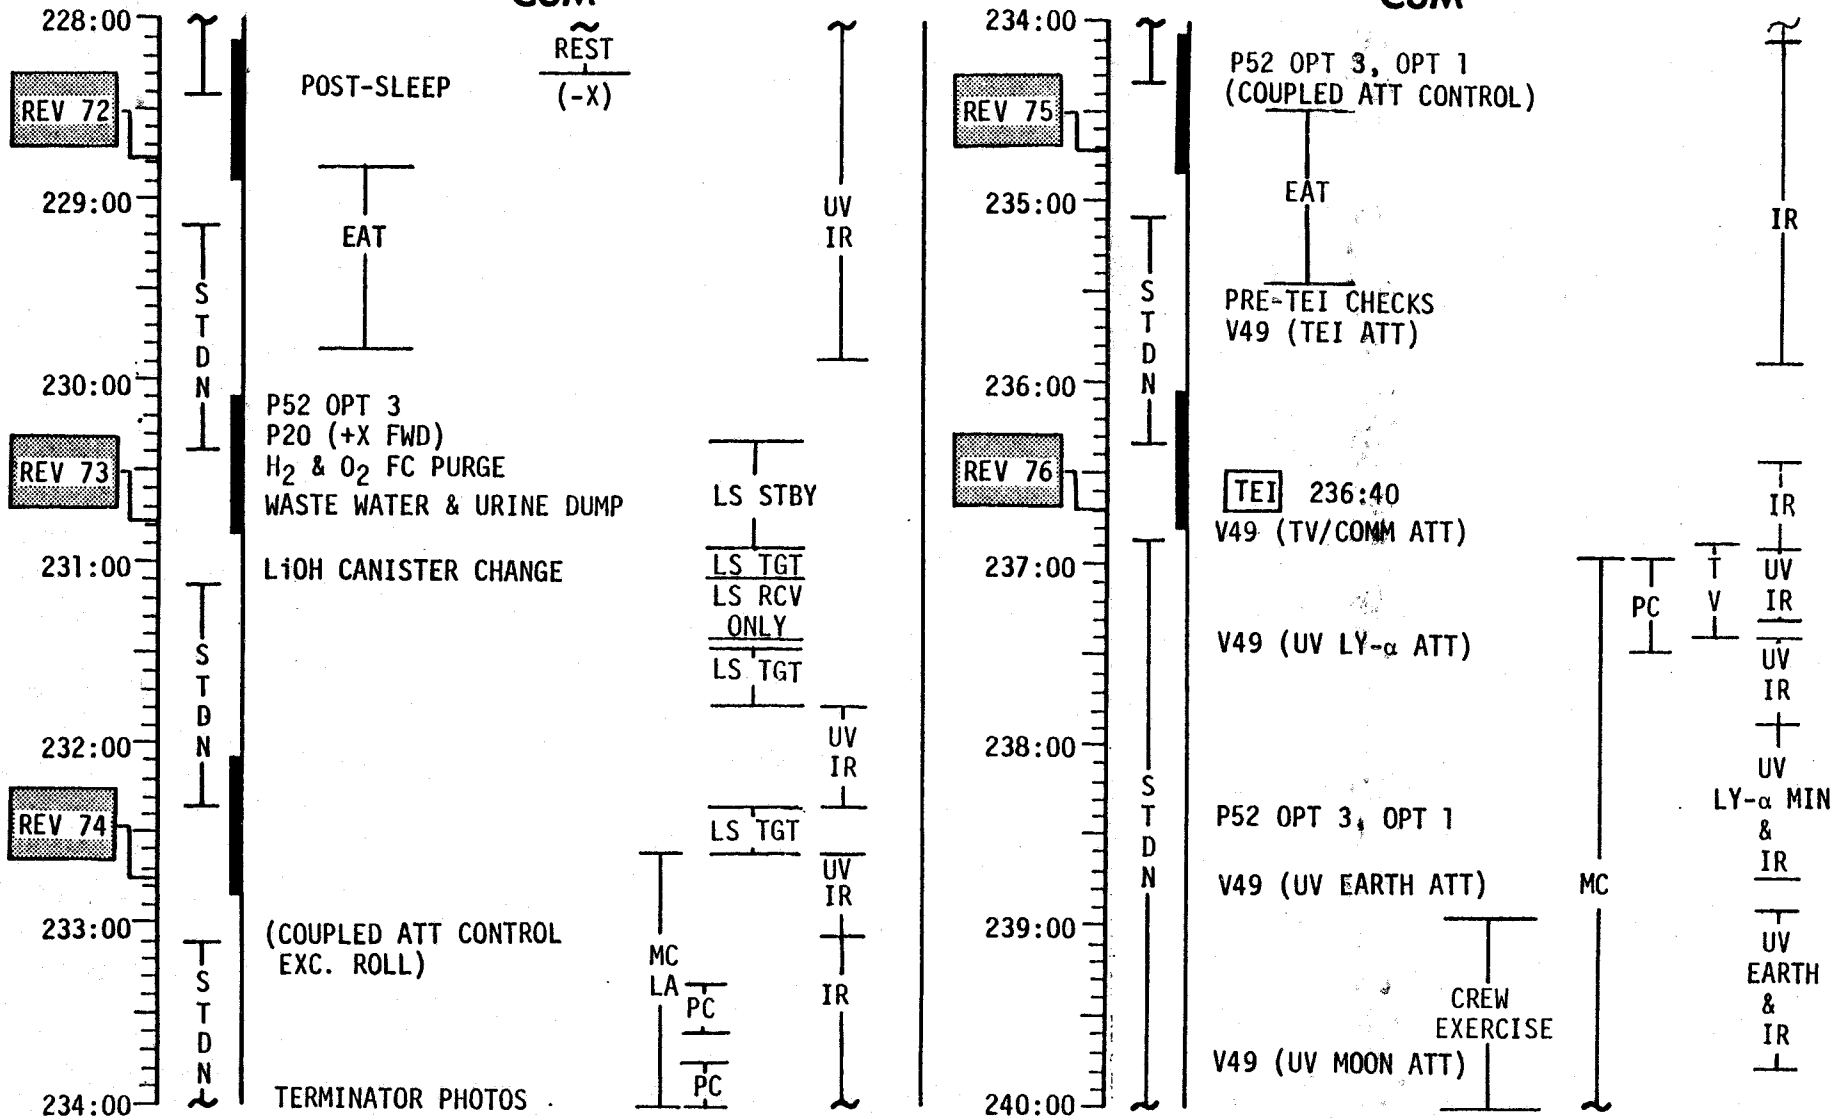 228:00
REST
POST-SLEEP
(-X)
REV 72
229:00
EAT
UV
IR
STDN
230:00
P52 OPT 3
P20 (+X FWD)
H2 & O2 FC PURGE
WASTE WATER & URINE DUMP
REV 73
LS STBY
231:00
LiOH CANISTER CHANGE
LS TGT
LS RCV
ONLY
LS TGT
STDN
232:00
UV
IR
REV 74
LS TGT
UV
IR
233:00
(COUPLED ATT CONTROL
EXC. ROLL)
MC
LA
PC
IR
STDN
PC
234:00
TERMINATOR PHOTOS
234:00
P52 OPT 3, OPT 1
(COUPLED ATT CONTROL)
REV 75
EAT
235:00
IR
STDN
PRE-TEI CHECKS
V49 (TEI ATT)
236:00
REV 76
TEI 236:40
V49 (TV/COMM ATT)
IR
237:00
PC
TV
UV
IR
V49 (UV LY-α ATT)
UV
IR
238:00
UV
LY-α MIN
&
IR
STDN
P52 OPT 3, OPT 1
V49 (UV EARTH ATT)
MC
239:00
UV
EARTH
&
IR
CREW
EXERCISE
V49 (UV MOON ATT)
240:00